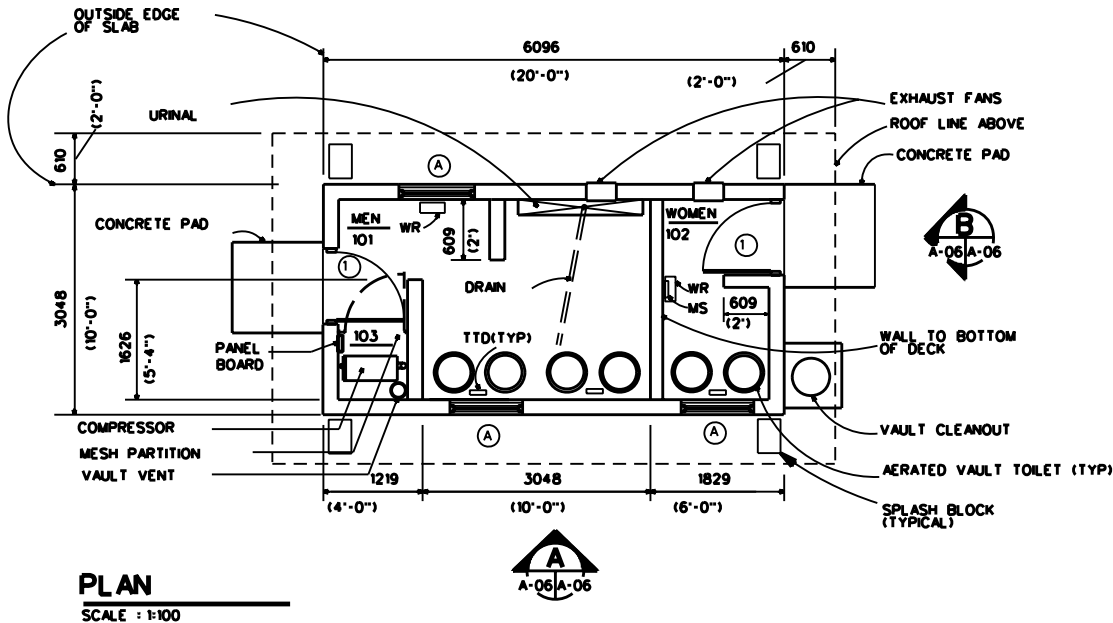 OUTSIDE EDGE
OF SLAB
6096
(20'-0")
610
(2'-0")
610
(2'-0")
URINAL
EXHAUST FANS
ROOF LINE ABOVE
CONCRETE PAD
A
CONCRETE PAD
MEN
101
WR
609
(2')
WOMEN
102
1
1
B
A-06 A-06
DRAIN
WR
MS
609
(2')
3048
(10'-0")
1626
(5'-4")
PANEL
BOARD
103
TTD(TYP)
WALL TO BOTTOM
OF DECK
COMPRESSOR
MESH PARTITION
VAULT VENT
A
A
VAULT CLEANOUT
AERATED VAULT TOILET (TYP)
1219
(4'-0")
3048
(10'-0")
1829
(6'-0")
SPLASH BLOCK
(TYPICAL)
A
A-06 A-06
PLAN
SCALE : 1:100